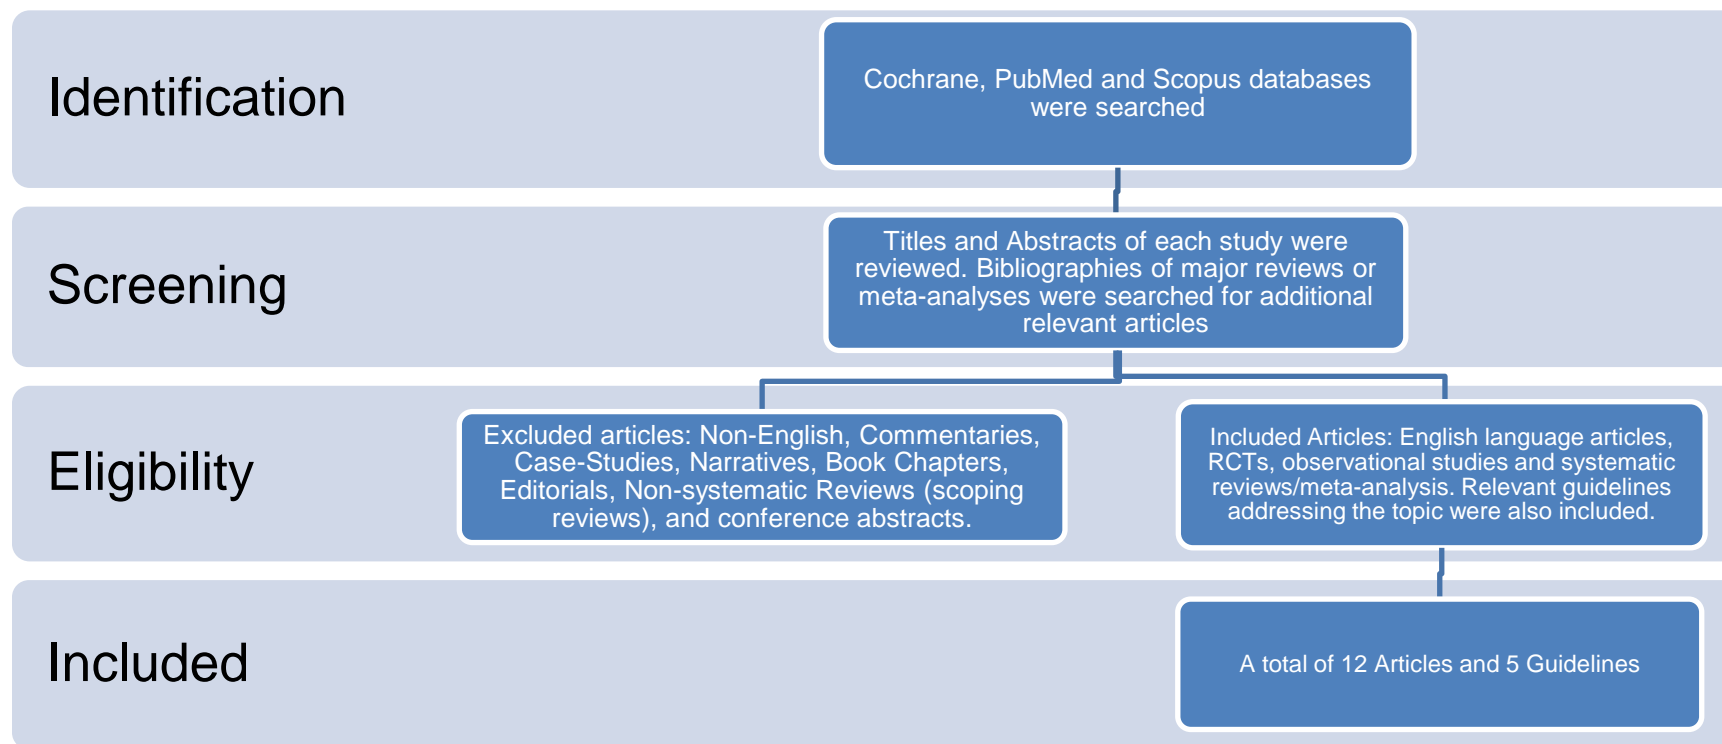 Identification
Cochrane, PubMed and Scopus databases
were searched
Screening
Titles and Abstracts of each study were
reviewed. Bibliographies of major reviews or
meta-analyses were searched for additional
relevant articles
Eligibility
Excluded articles: Non-English, Commentaries,
Case-Studies, Narratives, Book Chapters,
Editorials, Non-systematic Reviews (scoping
reviews), and conference abstracts.
Included Articles: English language articles,
RCTs, observational studies and systematic
reviews/meta-analysis. Relevant guidelines
addressing the topic were also included.
Included
A total of 12 Articles and 5 Guidelines